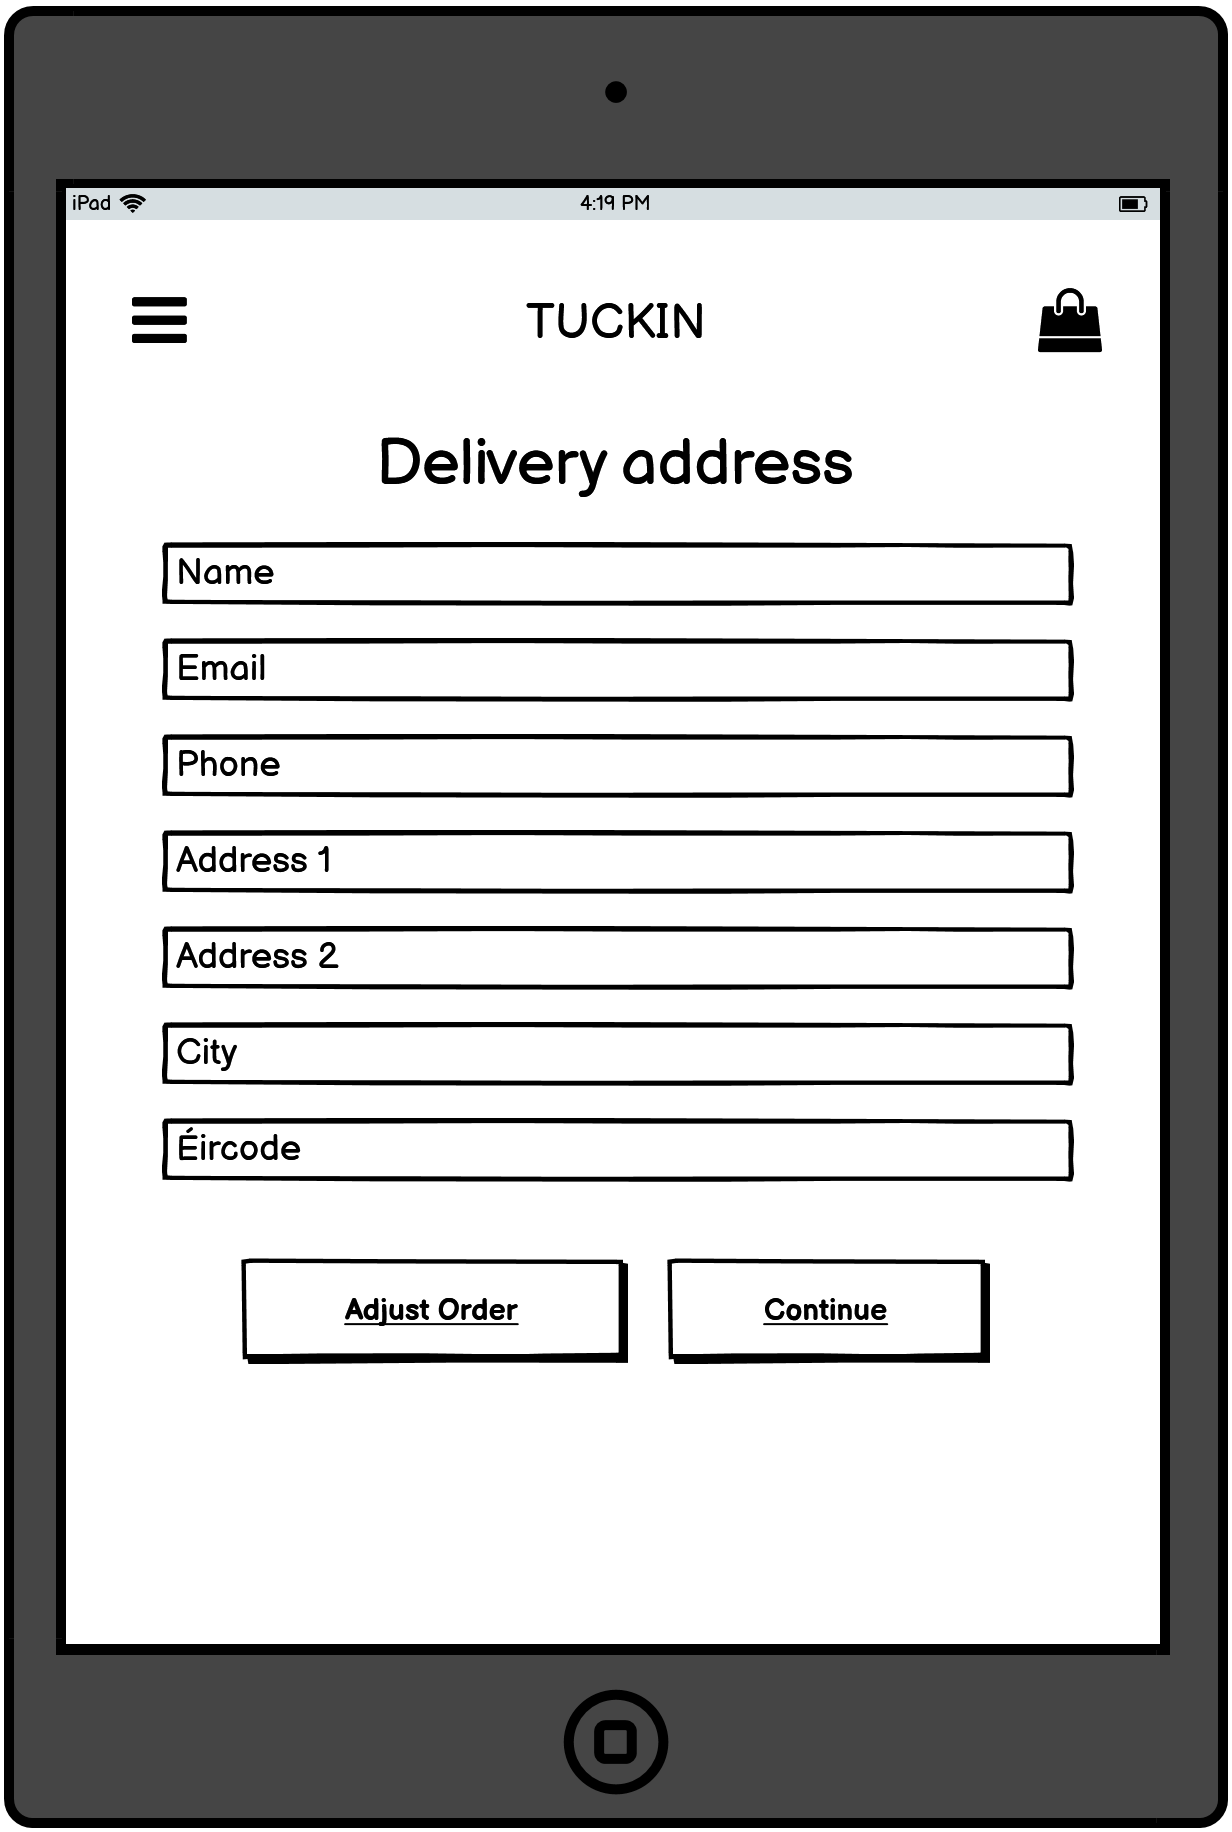 iPad 4:19 PM
TUCKIN
Delivery address
Name
Email
Phone
Address 1
Address 2
City
Éircode
Adjust Order Continue